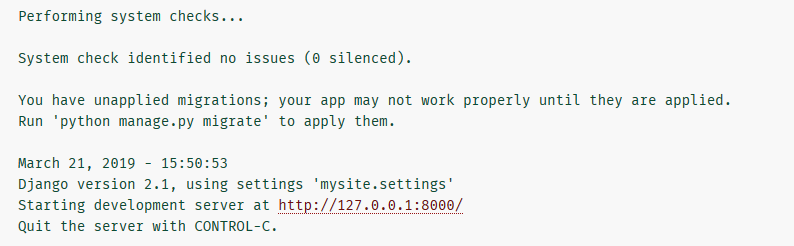 Performing system checks...
System check identified no issues (0 silenced).
You have unapplied migrations; your app may not work properly until they are applied.
Run 'python manage.py migrate' to apply them.
March 21, 2019 - 15:50:53
Django version 2.1, using settings 'mysite.settings'
Starting development server at http://127.0.0.1:8000/
Quit the server with CONTROL-C.